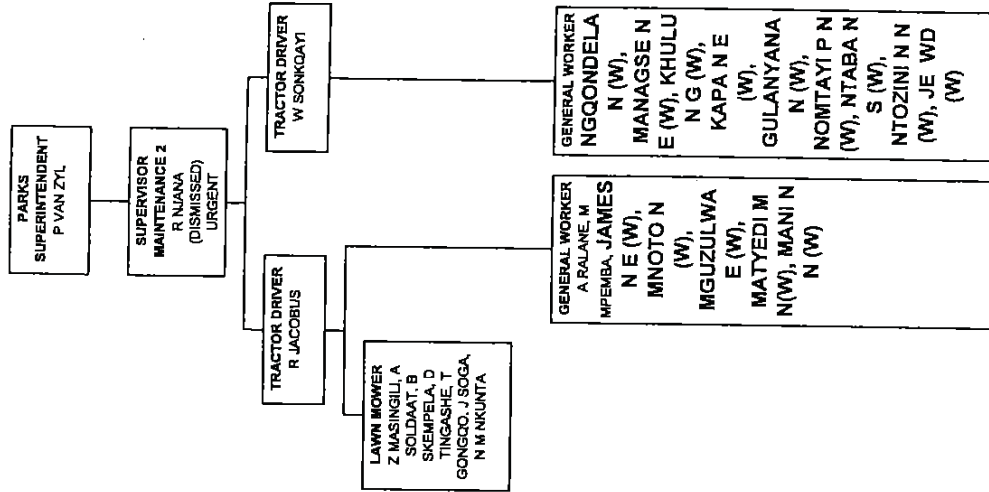 PARKS
SUPERINTENDENT
P VAN ZYL
SUPERVISOR
MAINTENANCE 2
R NJANA
(DISMISSED)
URGENT
TRACTOR DRIVER
R JACOBUS
TRACTOR DRIVER
W SONKQAYI
LAWN MOWER
Z MASINGILI, A
SOLDAAT, B
SKEMPELA, D
TINGASHE, T
GONGQO, J SOGA,
N M NKUNTA
GENERAL WORKER
A RALANE, M
MPEMBA, JAMES
N E (W),
MNOTO N
(W),
MGUZULWA
E (W),
MATYEDI M
N(W), MANI N
N (W)
GENERAL WORKER
NGQONDELA
N (W),
MANAGSE N
E (W), KHULU
N G (W),
KAPA N E
(W),
GULANYANA
N (W),
NOMTAYI P N
(W), NTABA N
S (W),
NTOZINI N N
(W), JE WD
(W)